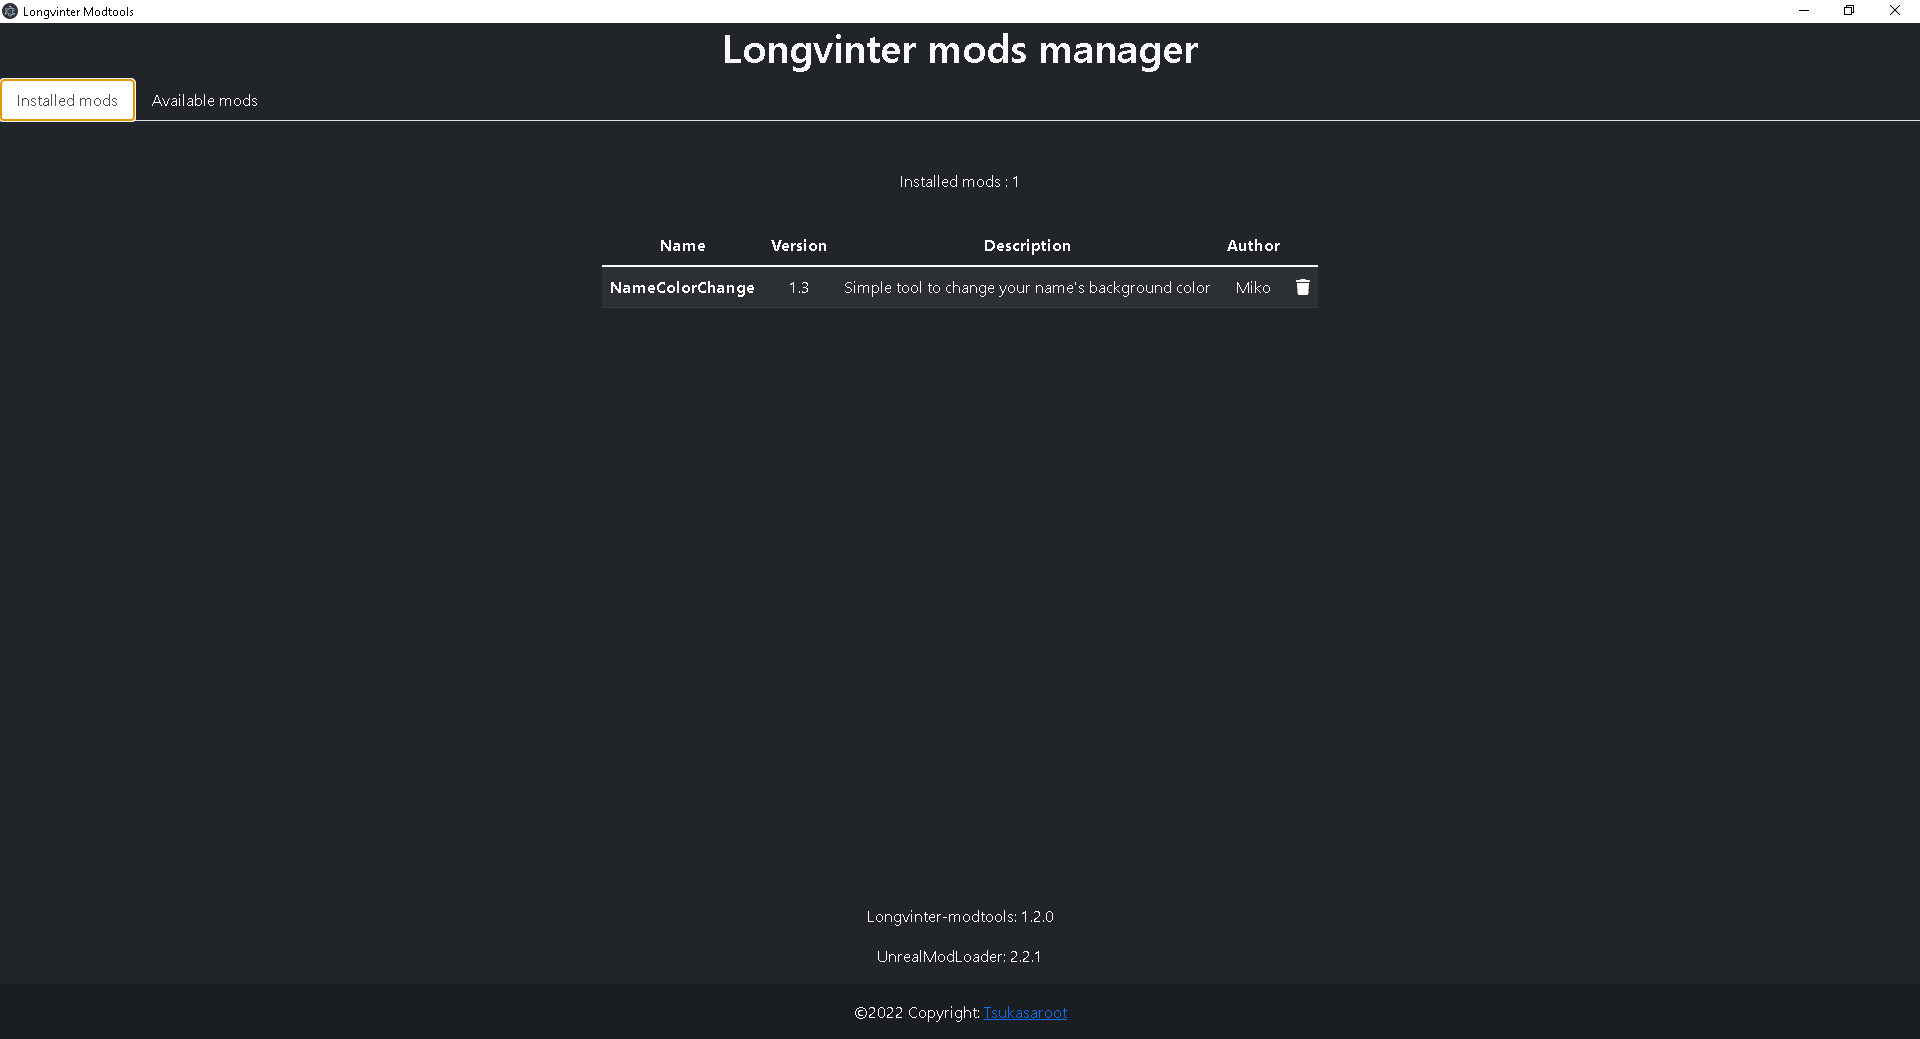 Longvinter Modtools
Longvinter mods manager
Installed mods Available mods
Installed mods : 1
Name Version Description Author
NameColorChange 1.3 Simple tool to change your name's background color Miko
Longvinter-modtools: 1.2.0
UnrealModLoader: 2.2.1
©2022 Copyright: Tsukasaroot